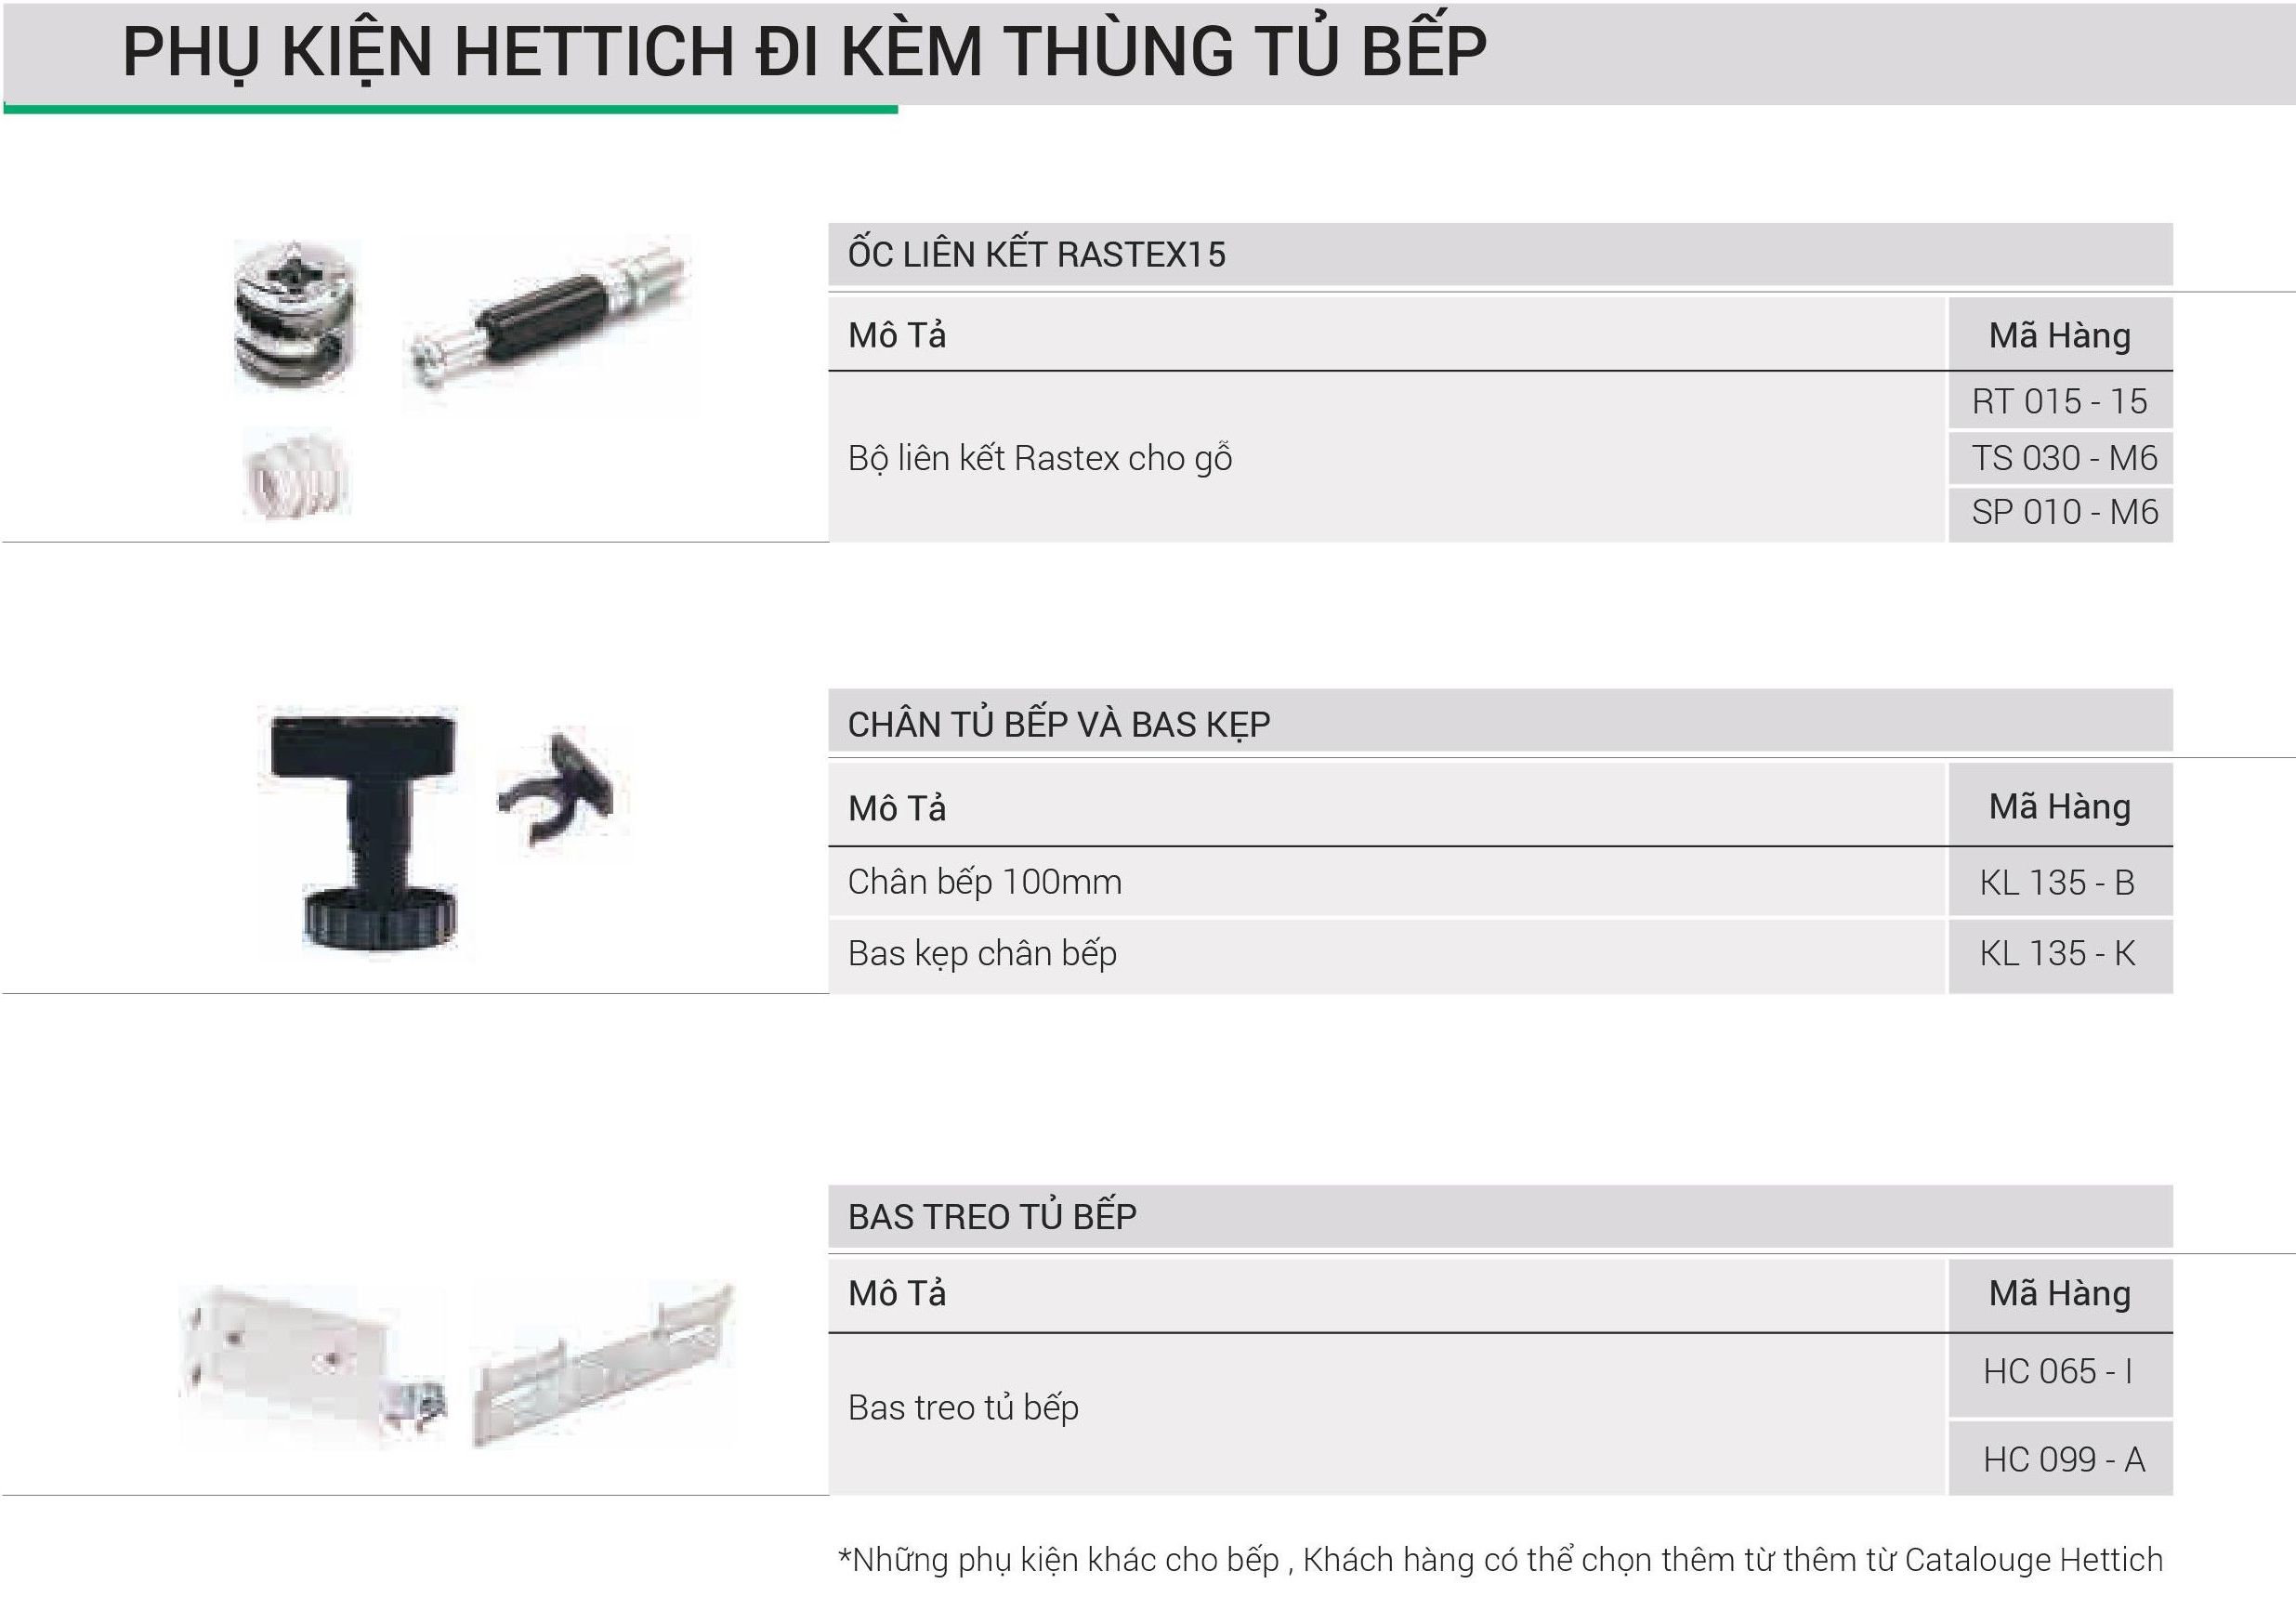 PHỤ KIỆN HETTICH ĐI KÈM THÙNG TỦ BẾP
ỐC LIÊN KẾT RASTEX15
Mô Tả
Mã Hàng
RT 015 - 15
Bộ liên kết Rastex cho gỗ
TS 030 - M6
SP 010 - M6
CHÂN TỦ BẾP VÀ BAS KẸP
Mô Tả
Mã Hàng
Chân bếp 100mm
KL 135 - B
Bas kẹp chân bếp
KL 135 - K
BAS TREO TỦ BẾP
Mô Tả
Mã Hàng
HC 065 - I
Bas treo tủ bếp
HC 099 - A
*Những phụ kiện khác cho bếp , Khách hàng có thể chọn thêm từ thêm từ Catalouge Hettich